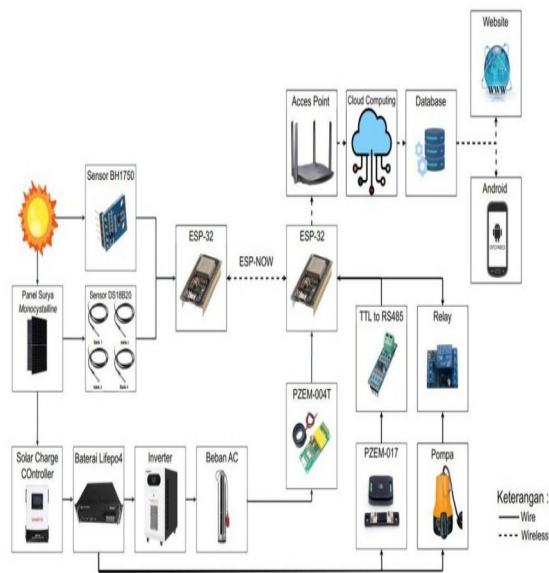 Website
WWW
Acces Point
Cloud Computing
Database
Sensor BH1750
Android
ANDROID
ESP-32
ESP-NOW
ESP-32
Panel Surya
Monocystalline
Sensor DS18B20
TTL to RS485
Relay
PZEM-004T
Solar Charge
COntroller
Baterai Lifepo4
Inverter
Beban AC
PZEM-017
Pompa
Keterangan :
Wire
Wireless